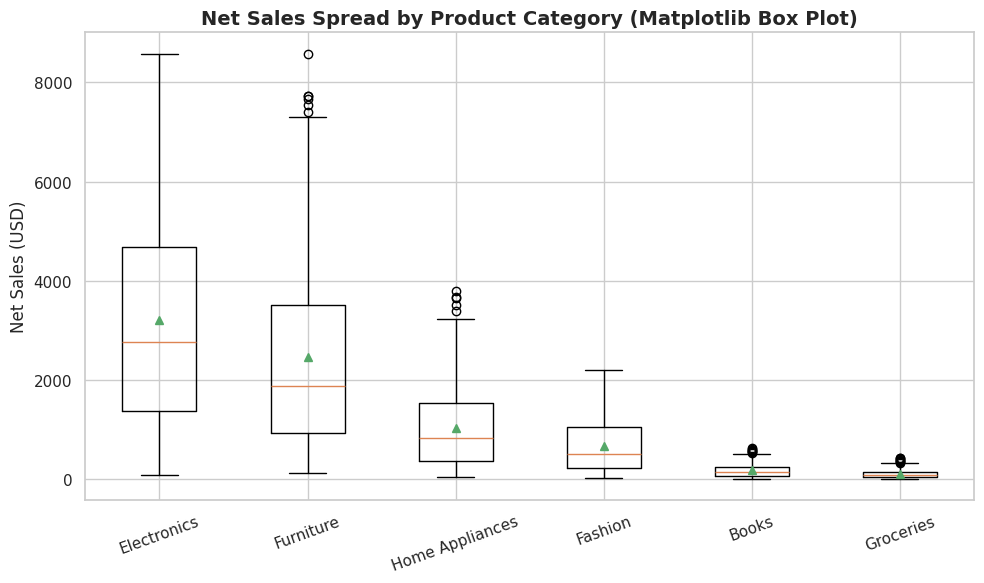 Net Sales Spread by Product Category (Matplotlib Box Plot)
Net Sales (USD)
8000
6000
4000
2000
0
Electronics
Furniture
Home Appliances
Fashion
Books
Groceries